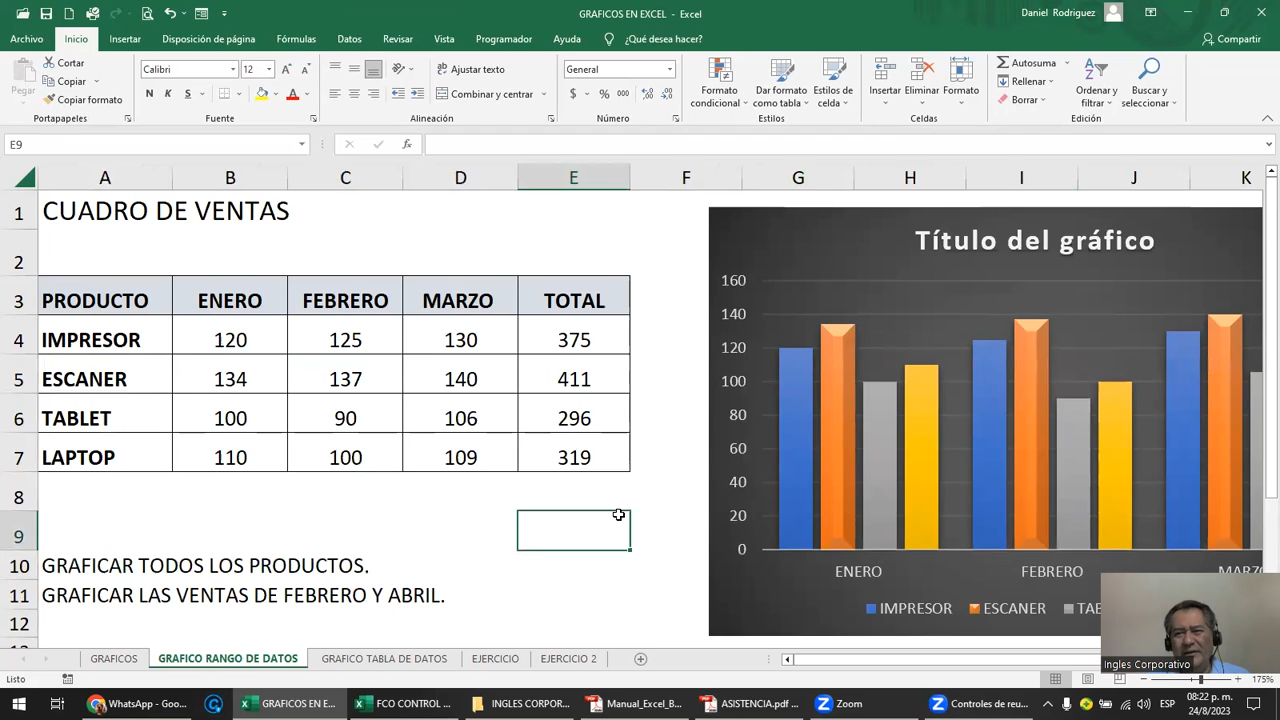 GRAFICOS EN EXCEL - Excel
Daniel Rodriguez
Archivo Inicio Insertar Disposición de página Fórmulas Datos Revisar Vista Programador Ayuda ¿Qué desea hacer? Compartir
Pegar
Cortar
Copiar
Copiar formato
Portapapeles
Calibri 12
N K S
Fuente
Ajustar texto
Combinar y centrar
Alineación
General
$ % 000
Número
Formato condicional
Dar formato como tabla
Estilos de celda
Estilos
Insertar Eliminar Formato
Celdas
Autosuma
Rellenar
Borrar
Ordenar y filtrar
Buscar y seleccionar
Edición
E9
A B C D E F G H I J K
1 CUADRO DE VENTAS
2
3 PRODUCTO ENERO FEBRERO MARZO TOTAL
4 IMPRESOR 120 125 130 375
5 ESCANER 134 137 140 411
6 TABLET 100 90 106 296
7 LAPTOP 110 100 109 319
8
9
10 GRAFICAR TODOS LOS PRODUCTOS.
11 GRAFICAR LAS VENTAS DE FEBRERO Y ABRIL.
12
Título del gráfico
160
140
120
100
80
60
40
20
0
ENERO FEBRERO MARZO
IMPRESOR ESCANER TAB
Ingles Corporativo
GRAFICOS GRAFICO RANGO DE DATOS GRAFICO TABLA DE DATOS EJERCICIO EJERCICIO 2
Listo
175%
WhatsApp - Goo... GRAFICOS EN E... FCO CONTROL ... INGLES CORPOR... Manual_Excel_B... ASISTENCIA.pdf ... Zoom Controles de reu...
ESP
08:22 p. m.
24/8/2023